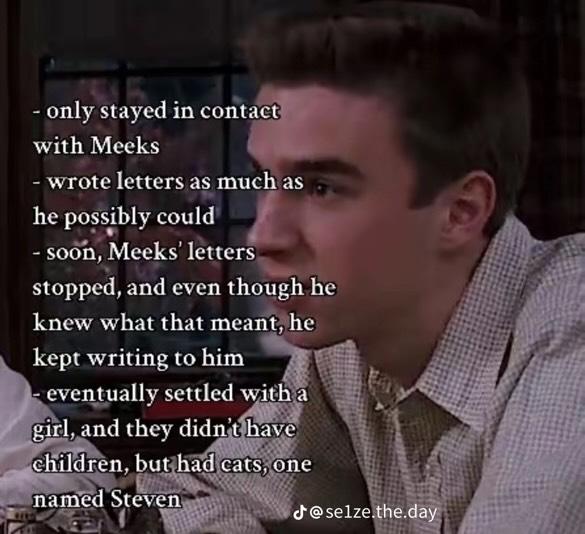 - only stayed in contact
with Meeks
- wrote letters as much as
he possibly could
- soon, Meeks' letters
stopped, and even though he
knew what that meant, he
kept writing to him
- eventually settled with a
girl, and they didn't have
children, but had cats, one
named Steven
@se1ze.the.day